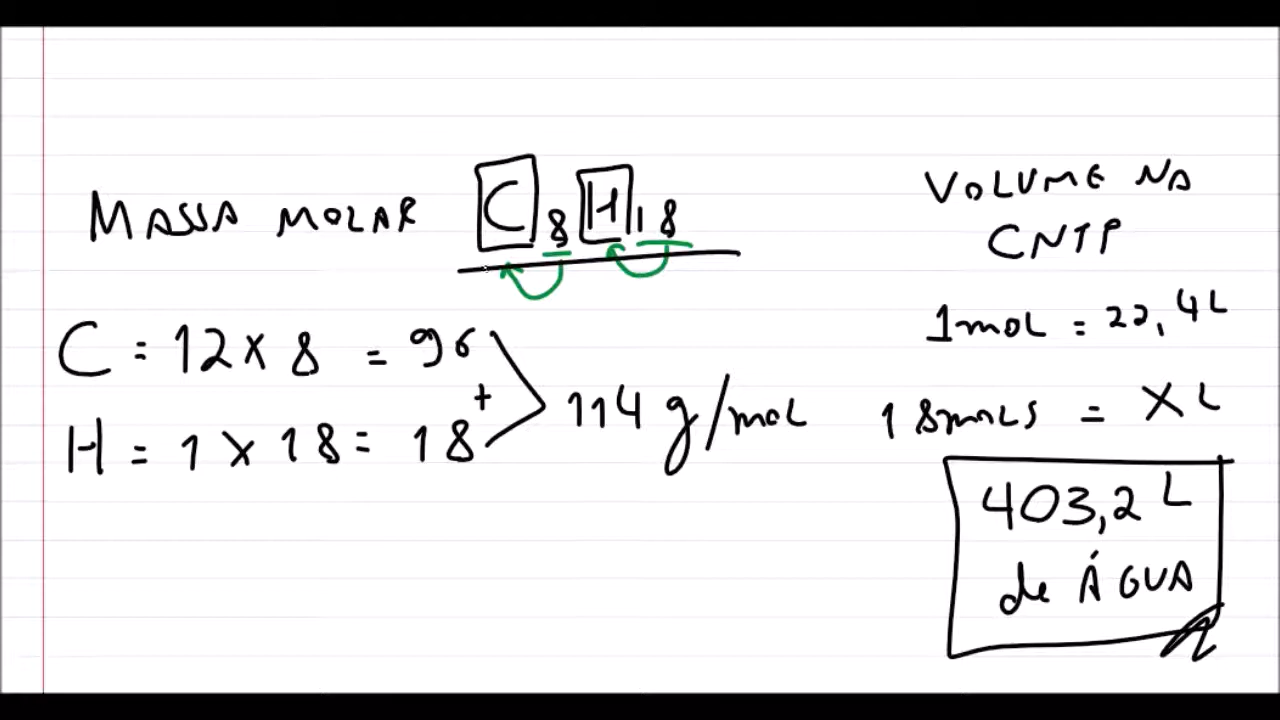 MASSA MOLAR C8H18
C = 12 x 8 = 96
+
H = 1 x 18 = 18
114 g/mol
VOLUME NA
CNTP
1mol = 22,4L
18mols = X L
403,2 L
de ÁGUA